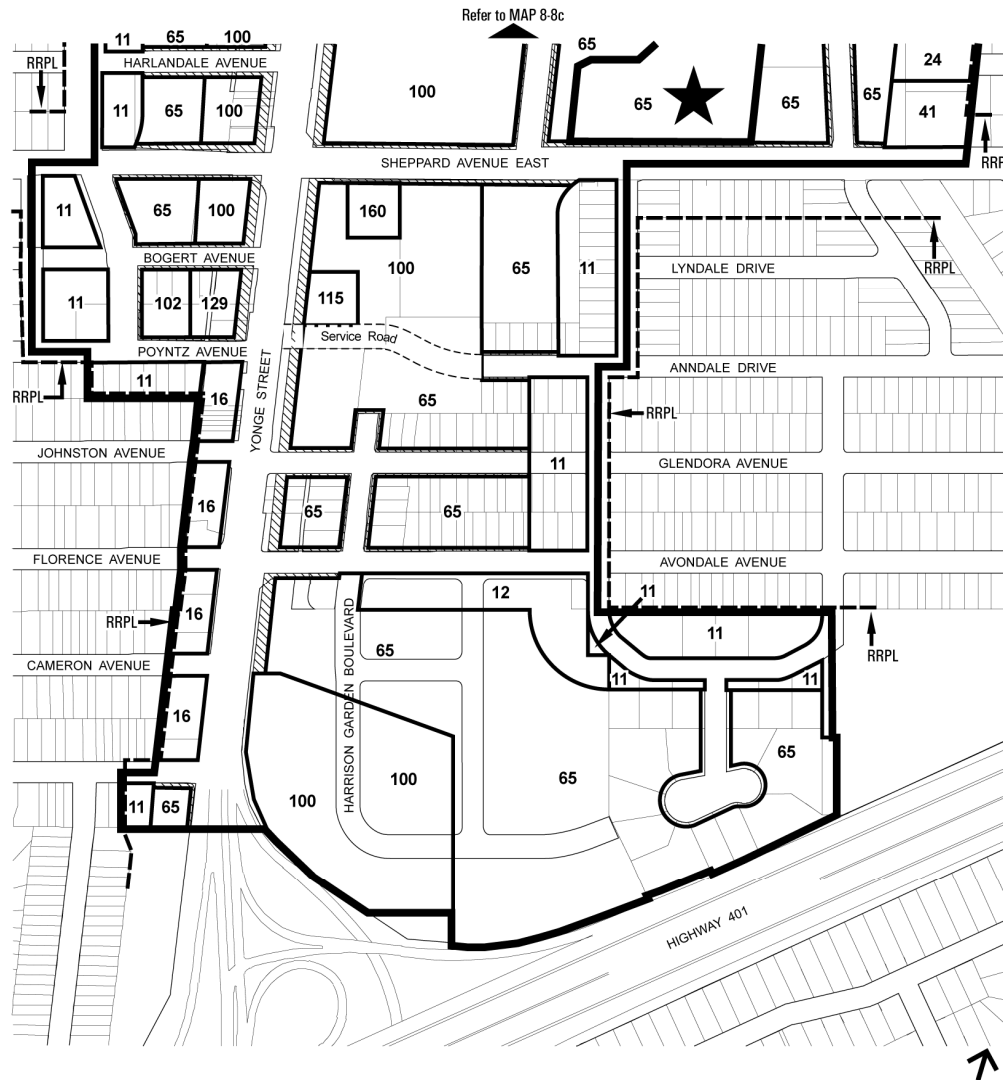 Refer to MAP 8-8c
11 65 100
65
RRPL
HARLANDALE AVENUE
24
100
65
65
65
11
65
100
41
SHEPPARD AVENUE EAST
RRP
11
65
100
160
BOGERT AVENUE
100
65
11
LYNDALE DRIVE
RRPL
11
102
129
115
Service Road
POYNTZ AVENUE
ANNDALE DRIVE
11
RRPL
16
65
RRPL
YONGE STREET
JOHNSTON AVENUE
11
GLENDORA AVENUE
16
65
65
FLORENCE AVENUE
AVONDALE AVENUE
12
11
16
RRPL
11
65
RRPL
CAMERON AVENUE
11
11
HARRISON GARDEN BOULEVARD
16
65
100
100
65
11
65
HIGHWAY 401